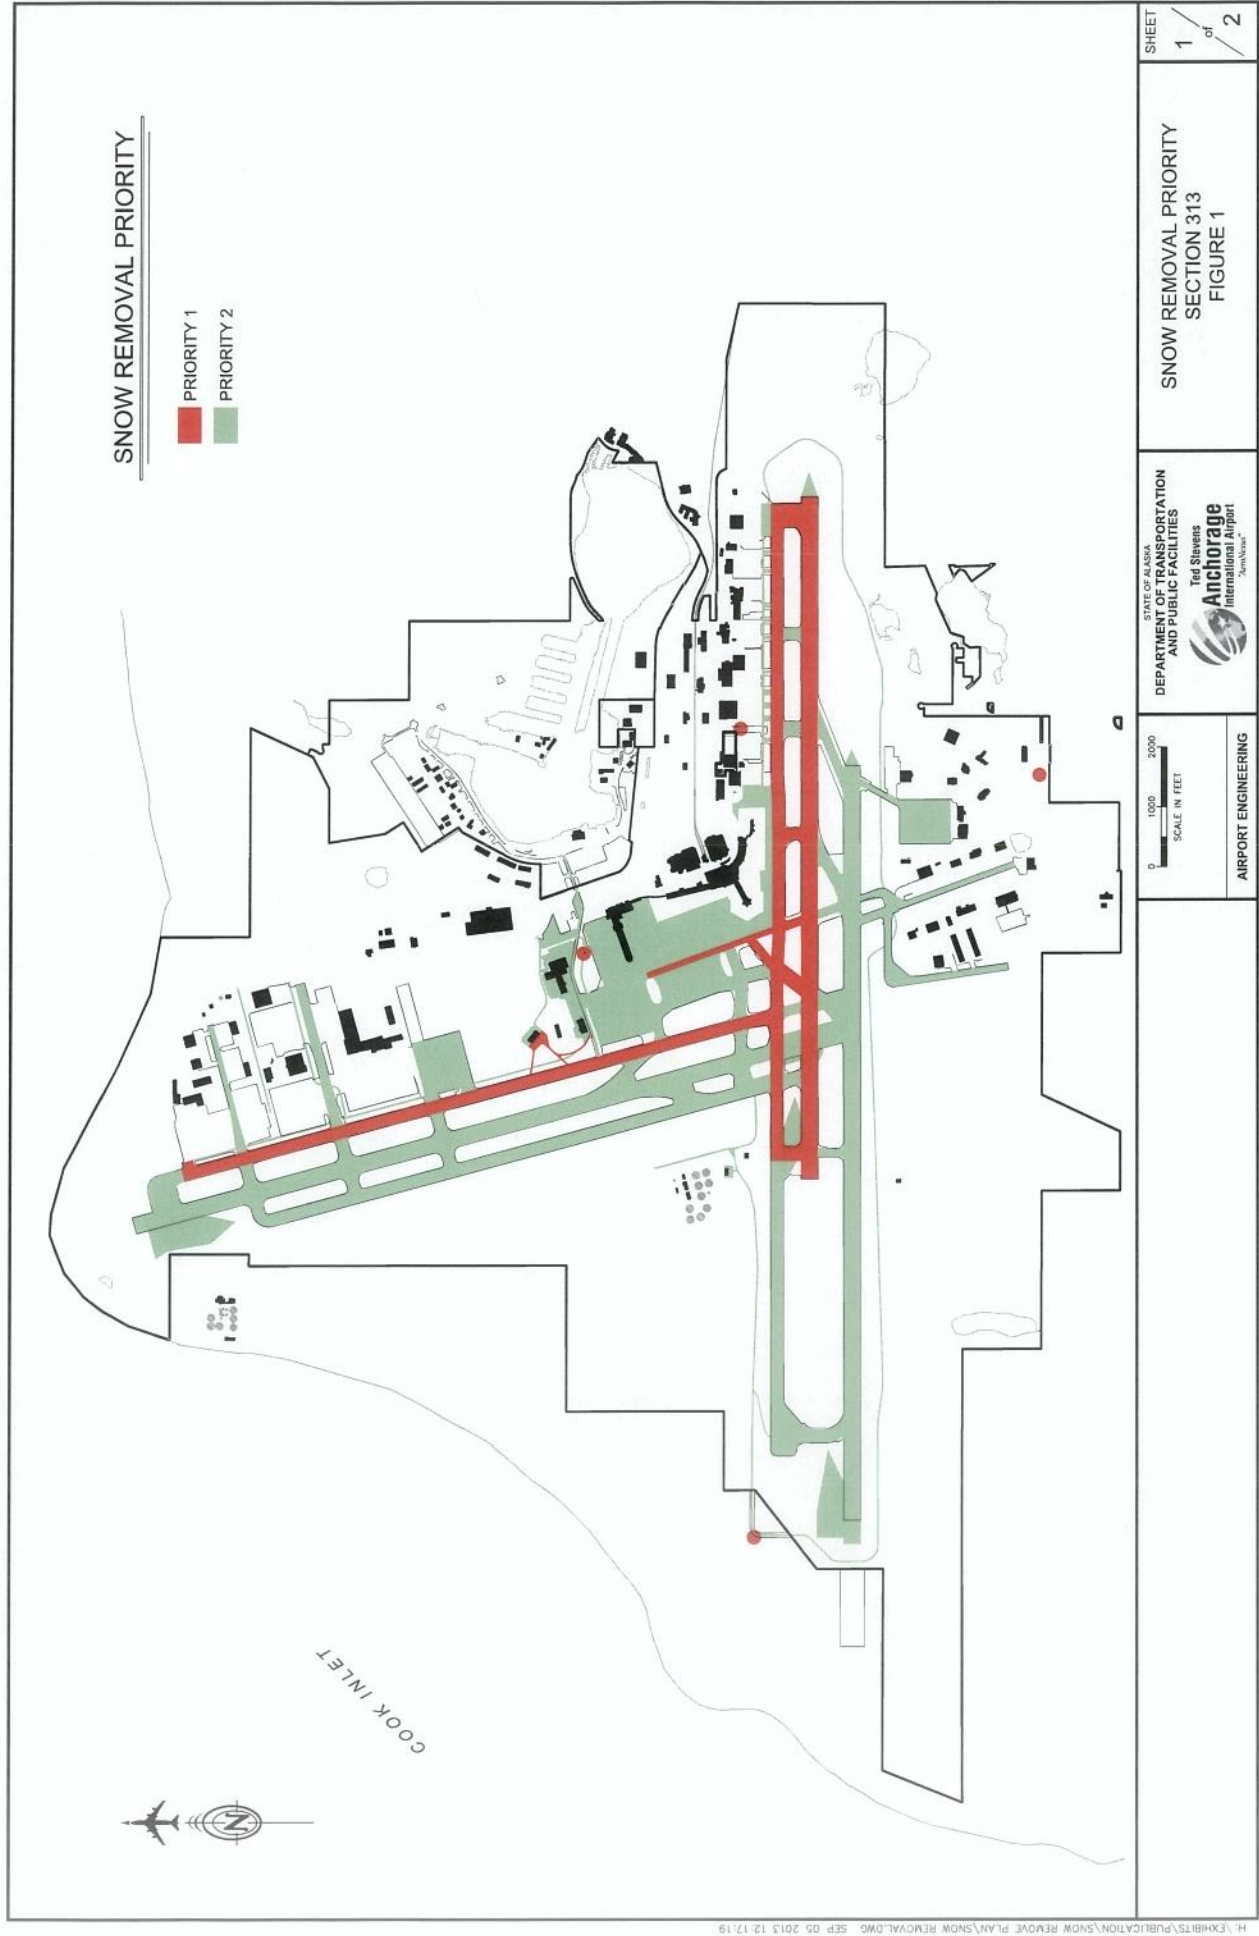 SNOW REMOVAL PRIORITY
PRIORITY 1
PRIORITY 2
COOK INLET
N
0 1000 2000
SCALE IN FEET
AIRPORT ENGINEERING
STATE OF ALASKA
DEPARTMENT OF TRANSPORTATION
AND PUBLIC FACILITIES
Ted Stevens
Anchorage
International Airport
"AeroNexus"
SNOW REMOVAL PRIORITY
SECTION 313
FIGURE 1
SHEET
1
of
2
H:\EXHIBITS\PUBLICATION\SNOW REMOVE PLAN\SNOW REMOVAL.DWG SEP 05 2013 12:17:19